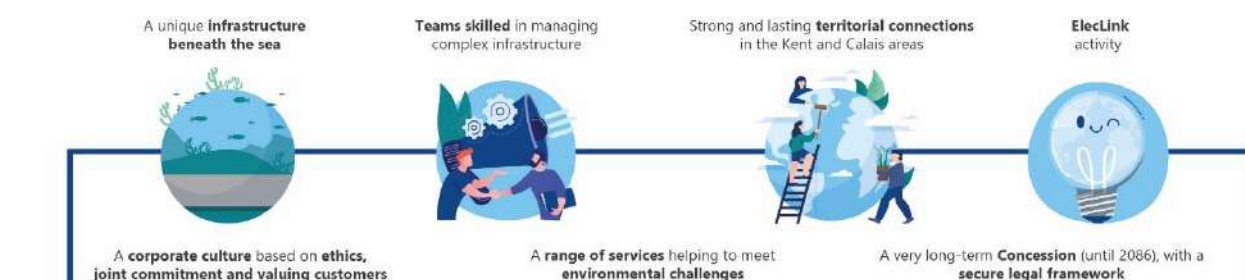 A unique infrastructure
beneath the sea
Teams skilled in managing
complex infrastructure
Strong and lasting territorial connections
in the Kent and Calais areas
ElecLink
activity
A corporate culture based on ethics,
joint commitment and valuing customers
A range of services helping to meet
environmental challenges
A very long-term Concession (until 2086), with a
secure legal framework